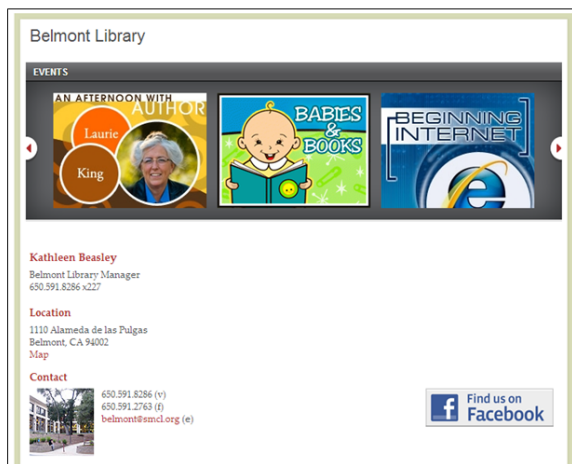 Belmont Library
EVENTS
AN AFTERNOON WITH
AUTHOR
Laurie
King
BABIES
&
BOOKS
BEGINNING
INTERNET
Kathleen Beasley
Belmont Library Manager
650.591.8286 x227
Location
1110 Alameda de las Pulgas
Belmont, CA 94002
Map
Contact
650.591.8286 (v)
650.591.2763 (f)
belmont@smcl.org (e)
Find us on
Facebook